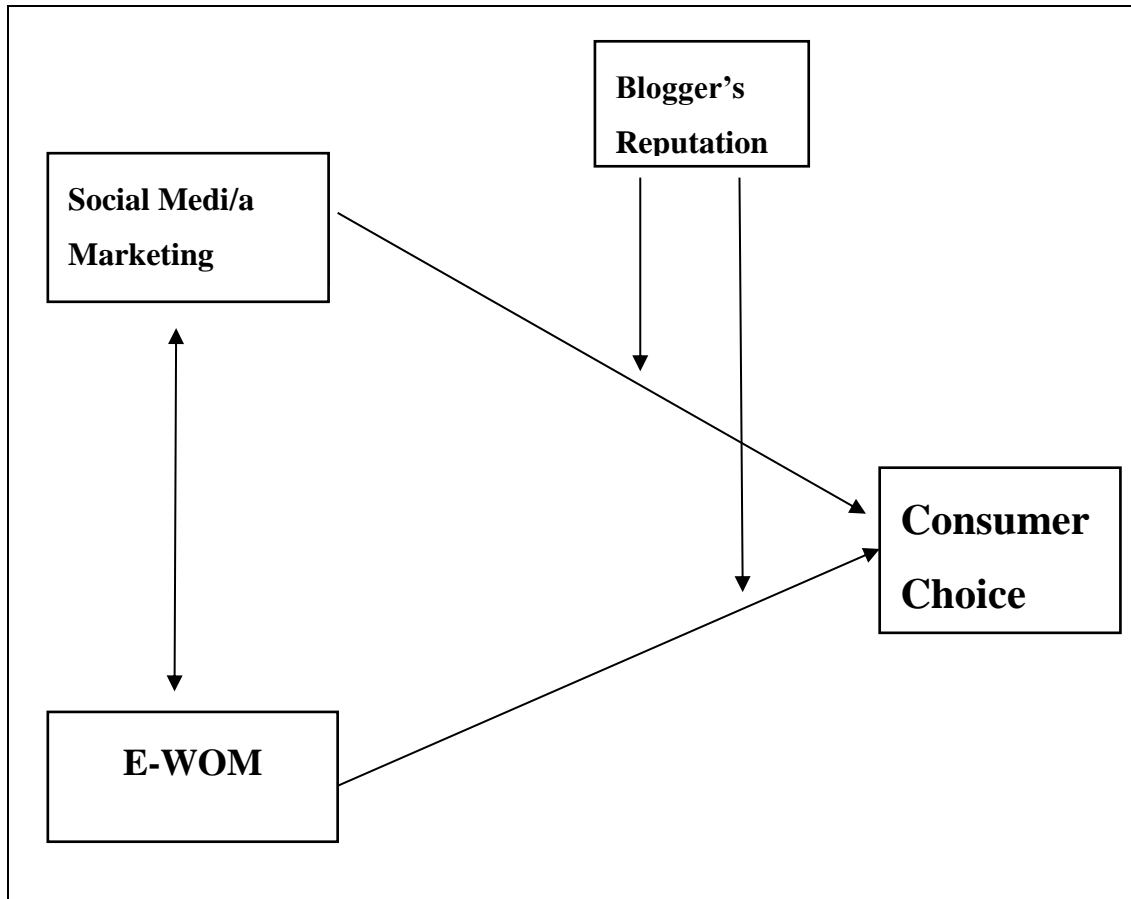 Blogger’s
Reputation
Social Medi/a
Marketing
Consumer
Choice
E-WOM